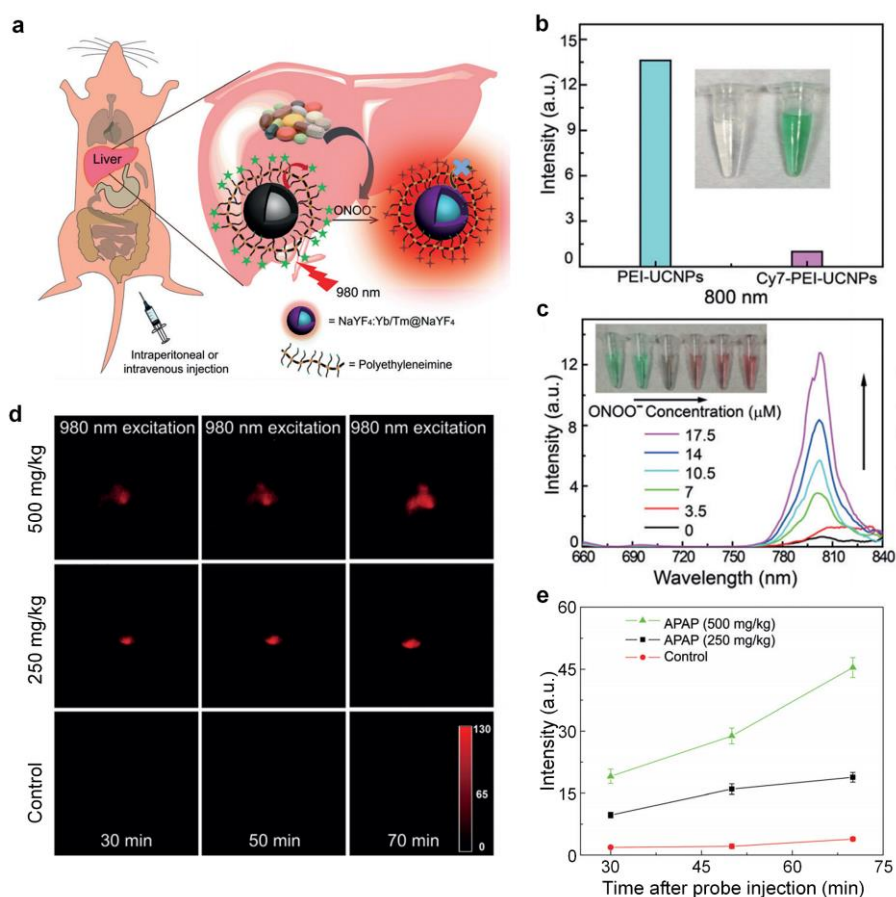 a
Liver
Intraperitoneal or
intravenous injection
ONOO⁻
980 nm
= NaYF₄:Yb/Tm@NaYF₄
= Polyethyleneimine
b
Intensity (a.u.)
15
12
9
6
3
0
PEI-UCNPs
Cy7-PEI-UCNPs
800 nm
c
Intensity (a.u.)
12
8
4
0
ONOO⁻ Concentration (μM)
17.5
14
10.5
7
3.5
0
660
690
720
750
780
810
840
Wavelength (nm)
d
980 nm excitation
980 nm excitation
980 nm excitation
500 mg/kg
250 mg/kg
Control
30 min
50 min
70 min
130
65
0
e
Intensity (a.u.)
60
45
30
15
0
APAP (500 mg/kg)
APAP (250 mg/kg)
Control
30
45
60
75
Time after probe injection (min)